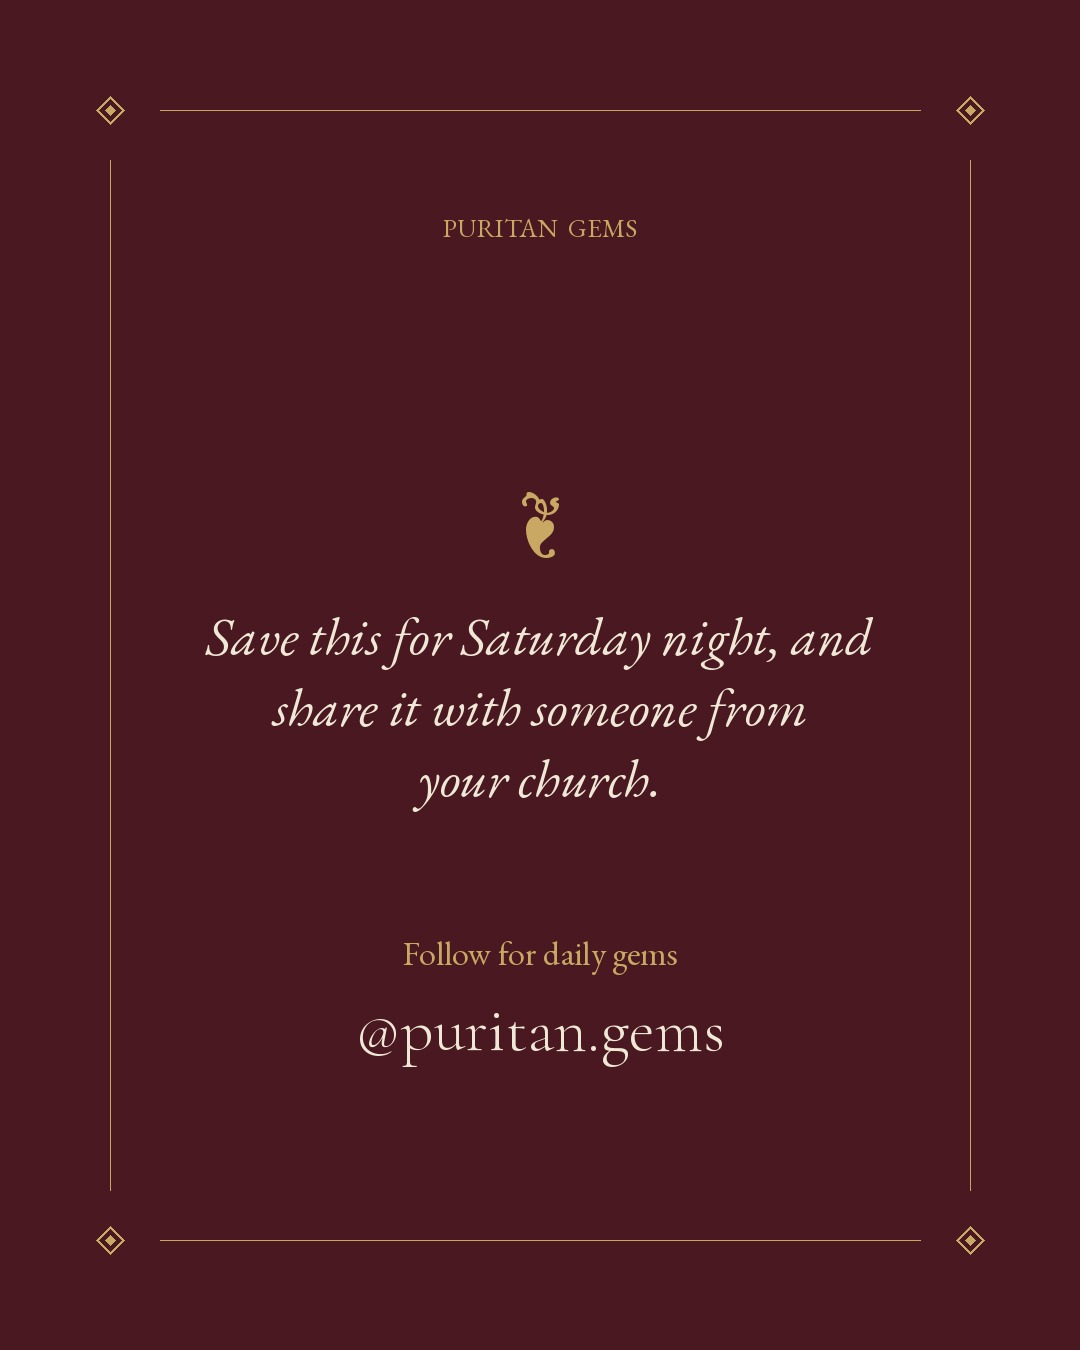 PURITAN GEMS
Save this for Saturday night, and
share it with someone from
your church.
Follow for daily gems
@puritan.gems